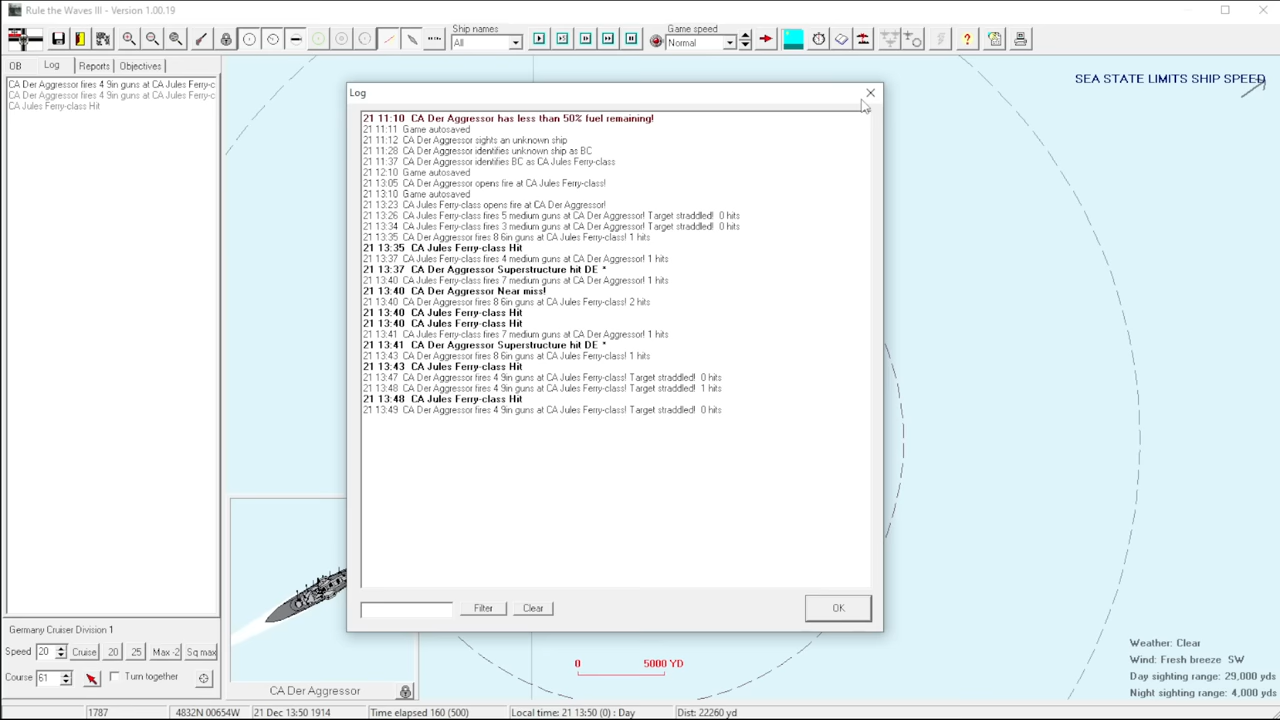 Rule the Waves III - Version 1.00.19
Ship names
All
Game speed
Normal
OB Log Reports Objectives
CA Der Aggressor fires 4 9in guns at CA Jules Ferry-c
CA Der Aggressor fires 4 9in guns at CA Jules Ferry-c
CA Jules Ferry-class Hit
SEA STATE LIMITS SHIP SPEED
Log
21 11:10 CA Der Aggressor has less than 50% fuel remaining!
21 11:11 Game autosaved
21 11:12 CA Der Aggressor sights an unknown ship
21 11:28 CA Der Aggressor identifies unknown ship as BC
21 11:37 CA Der Aggressor identifies BC as CA Jules Ferry-class
21 12:10 Game autosaved
21 13:05 CA Der Aggressor opens fire at CA Jules Ferry-class!
21 13:10 Game autosaved
21 13:23 CA Jules Ferry-class opens fire at CA Der Aggressor!
21 13:26 CA Jules Ferry-class fires 5 medium guns at CA Der Aggressor! Target straddled! 0 hits
21 13:34 CA Jules Ferry-class fires 3 medium guns at CA Der Aggressor! Target straddled! 0 hits
21 13:35 CA Der Aggressor fires 8 6in guns at CA Jules Ferry-class! 1 hits
21 13:35 CA Jules Ferry-class Hit
21 13:37 CA Jules Ferry-class fires 4 medium guns at CA Der Aggressor! 1 hits
21 13:37 CA Der Aggressor Superstructure hit DE *
21 13:40 CA Jules Ferry-class fires 7 medium guns at CA Der Aggressor! 1 hits
21 13:40 CA Der Aggressor Near miss!
21 13:40 CA Der Aggressor fires 8 6in guns at CA Jules Ferry-class! 2 hits
21 13:40 CA Jules Ferry-class Hit
21 13:40 CA Jules Ferry-class Hit
21 13:41 CA Jules Ferry-class fires 7 medium guns at CA Der Aggressor! 1 hits
21 13:41 CA Der Aggressor Superstructure hit DE *
21 13:43 CA Der Aggressor fires 8 6in guns at CA Jules Ferry-class! 1 hits
21 13:43 CA Jules Ferry-class Hit
21 13:47 CA Der Aggressor fires 4 9in guns at CA Jules Ferry-class! Target straddled! 0 hits
21 13:48 CA Der Aggressor fires 4 9in guns at CA Jules Ferry-class! Target straddled! 1 hits
21 13:48 CA Jules Ferry-class Hit
21 13:49 CA Der Aggressor fires 4 9in guns at CA Jules Ferry-class! Target straddled! 0 hits
Filter Clear OK
Germany Cruiser Division 1
Speed 20 Cruise 20 25 Max -2 Sq max
Course 61 Turn together
CA Der Aggressor
0 5000 YD
Weather: Clear
Wind: Fresh breeze SW
Day sighting range: 29,000 yds
Night sighting range: 4,000 yds
1787 4832N 00654W 21 Dec 13:50 1914 Time elapsed 160 (500) Local time: 21 13:50 (0) : Day Dist: 22260 yd